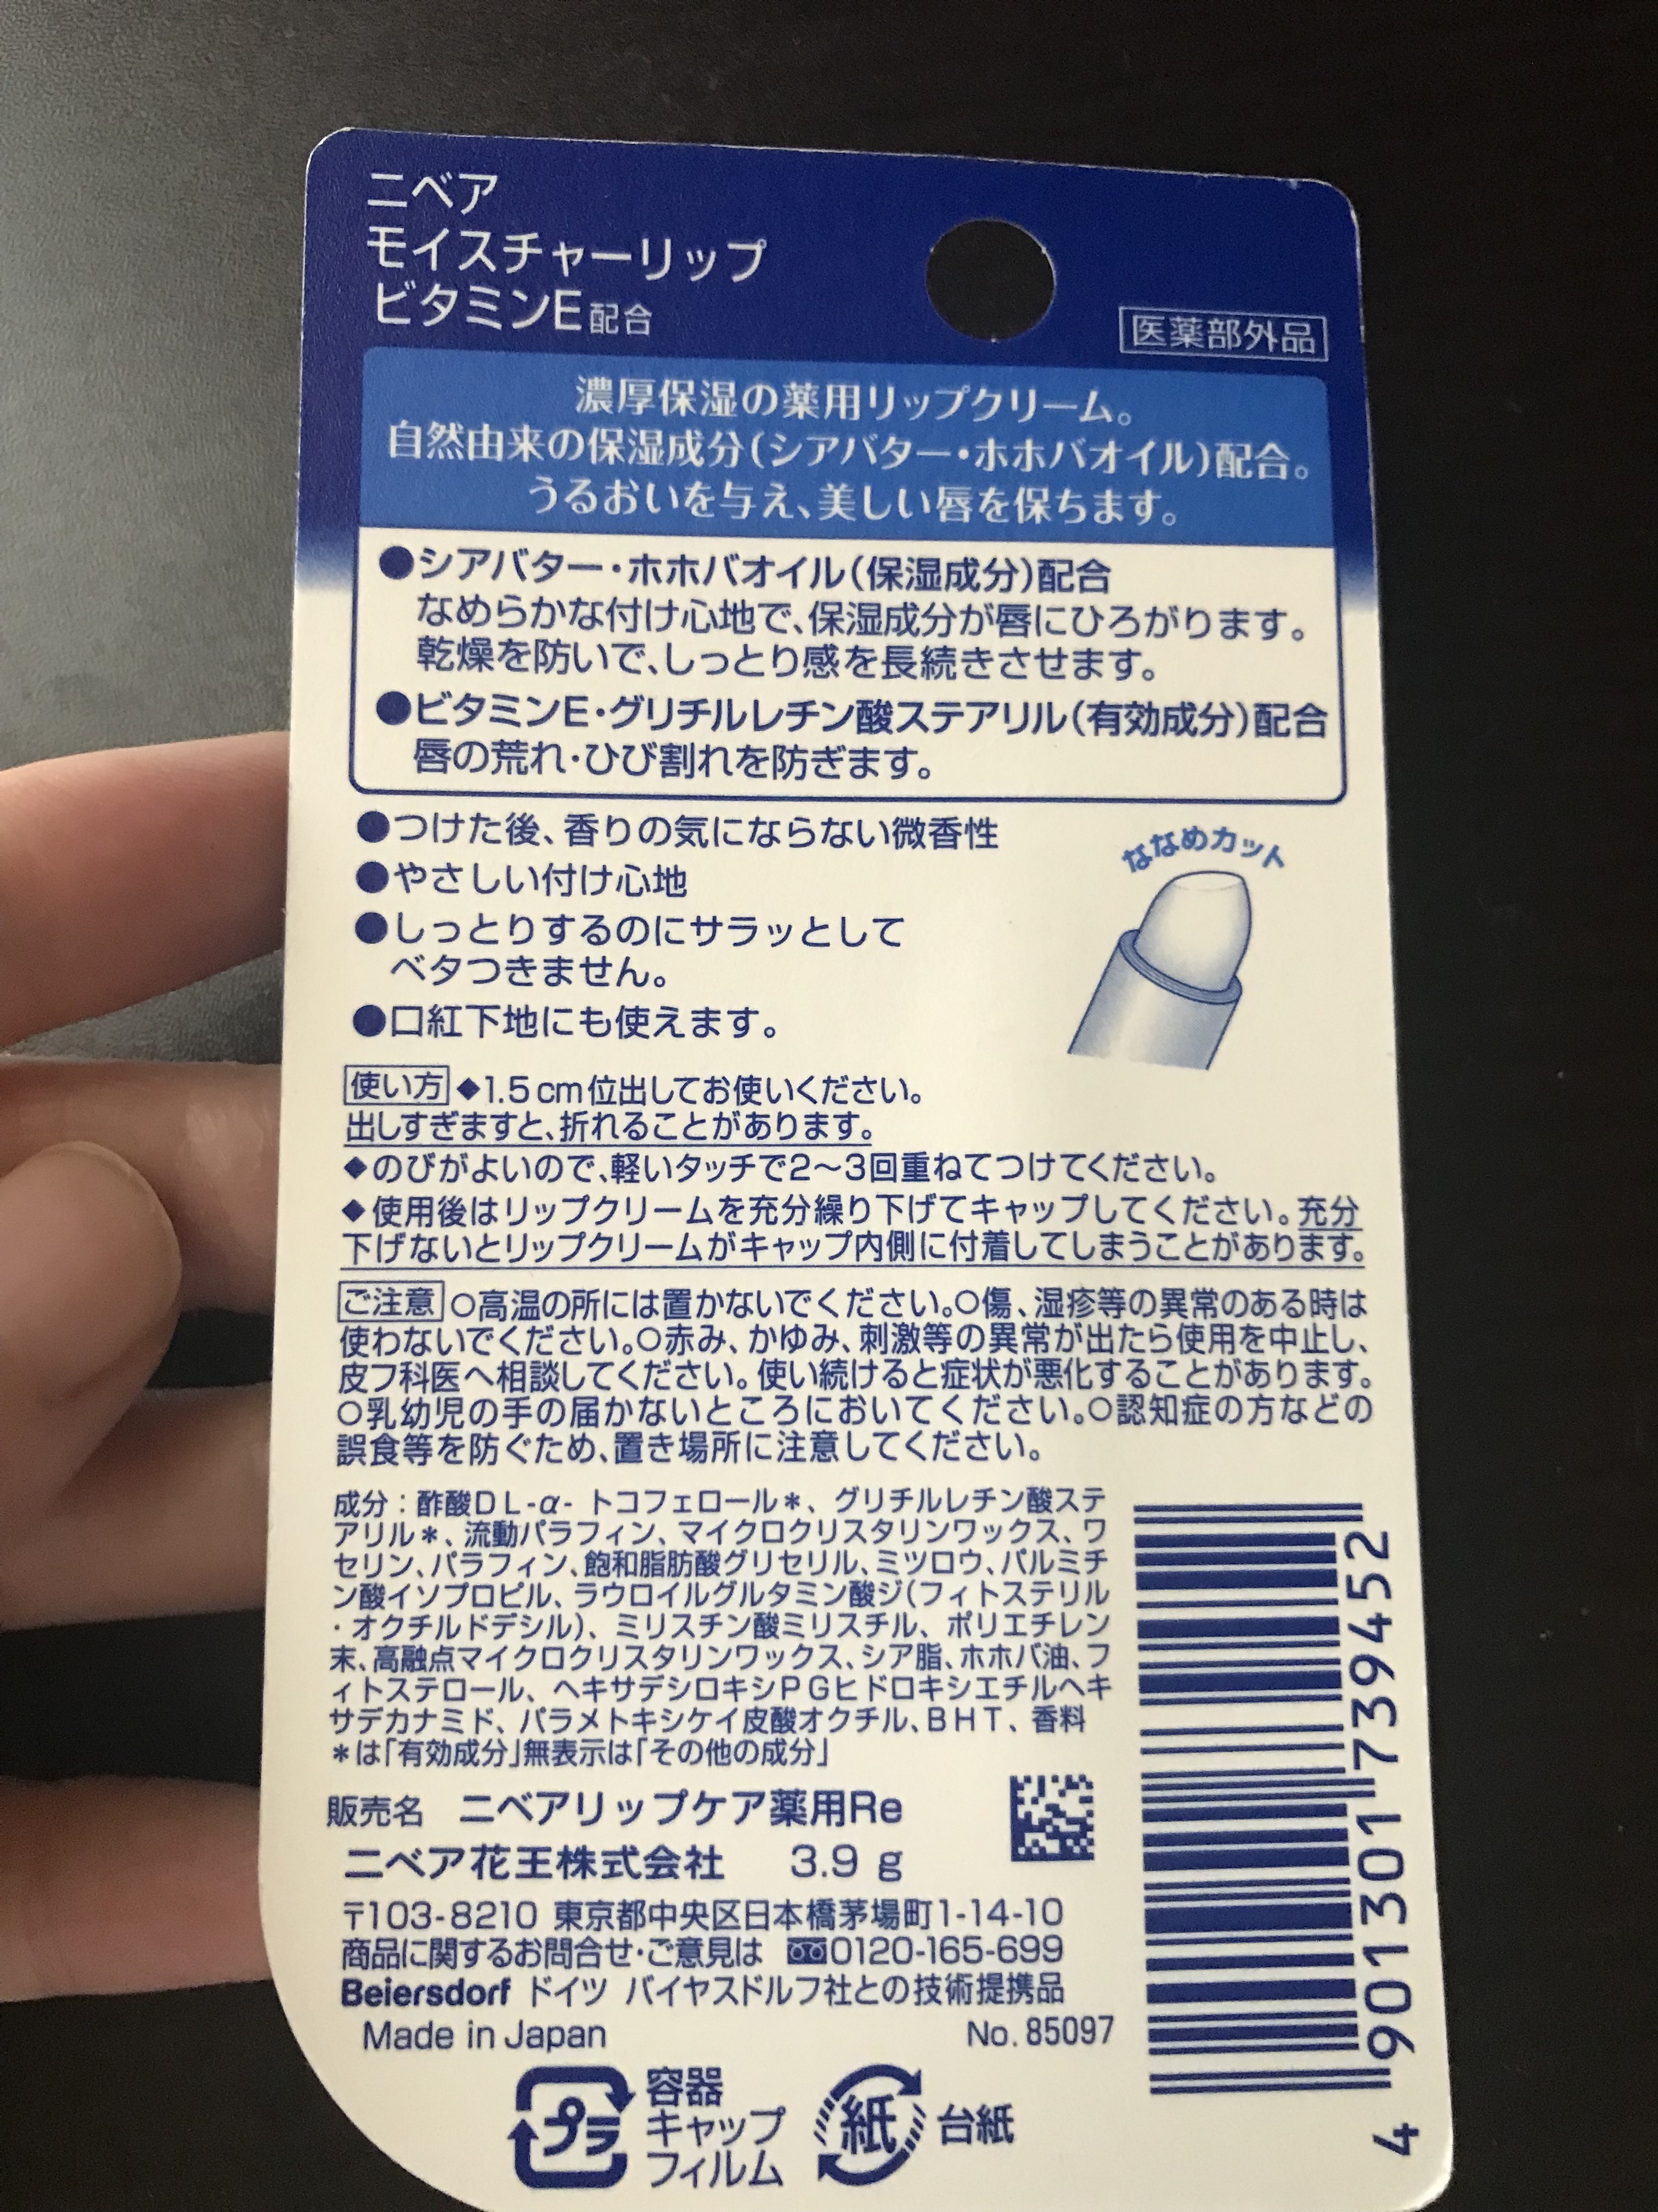 ニベア
モイスチャーリップ
ビタミンE配合
医薬部外品
濃厚保湿の薬用リップクリーム。
自然由来の保湿成分(シアバター・ホホバオイル)配合。
うるおいを与え、美しい唇を保ちます。
●シアバター・ホホバオイル(保湿成分)配合
なめらかな付け心地で、保湿成分が唇にひろがります。
乾燥を防いで、しっとり感を長続きさせます。
●ビタミンE・グリチルレチン酸ステアリル(有効成分)配合
唇の荒れ・ひび割れを防ぎます。
●つけた後、香りの気にならない微香性
●やさしい付け心地
●しっとりするのにサラッとして
ベタつきません。
●口紅下地にも使えます。
ななめカット
使い方 ◆1.5cm位出してお使いください。
出しすぎますと、折れることがあります。
◆のびがよいので、軽いタッチで2〜3回重ねてつけてください。
◆使用後はリップクリームを充分繰り下げてキャップしてください。充分
下げないとリップクリームがキャップ内側に付着してしまうことがあります。
ご注意 ○高温の所には置かないでください。○傷、湿疹等の異常のある時は
使わないでください。○赤み、かゆみ、刺激等の異常が出たら使用を中止し、
皮フ科医へ相談してください。使い続けると症状が悪化することがあります。
○乳幼児の手の届かないところにおいてください。○認知症の方などの
誤食等を防ぐため、置き場所に注意してください。
成分：酢酸DL-α-トコフェロール*、グリチルレチン酸ステ
アリル*、流動パラフィン、マイクロクリスタリンワックス、ワ
セリン、パラフィン、飽和脂肪酸グリセリル、ミツロウ、パルミチ
ン酸イソプロピル、ラウロイルグルタミン酸ジ(フィトステリル
・オクチルドデシル)、ミリスチン酸ミリスチル、ポリエチレン
末、高融点マイクロクリスタリンワックス、シア脂、ホホバ油、フ
ィトステロール、ヘキサデシロキシPGヒドロキシエチルヘキ
サデカナミド、パラメトキシケイ皮酸オクチル、BHT、香料
*は「有効成分」無表示は「その他の成分」
販売名 ニベアリップケア薬用Re
ニベア花王株式会社 3.9 g
〒103-8210 東京都中央区日本橋茅場町1-14-10
商品に関するお問合せ・ご意見は 0120-165-699
Beiersdorf ドイツ バイヤスドルフ社との技術提携品
Made in Japan No. 85097
4 901301 739452
プラ
容器
キャップ
フィルム
紙
台紙